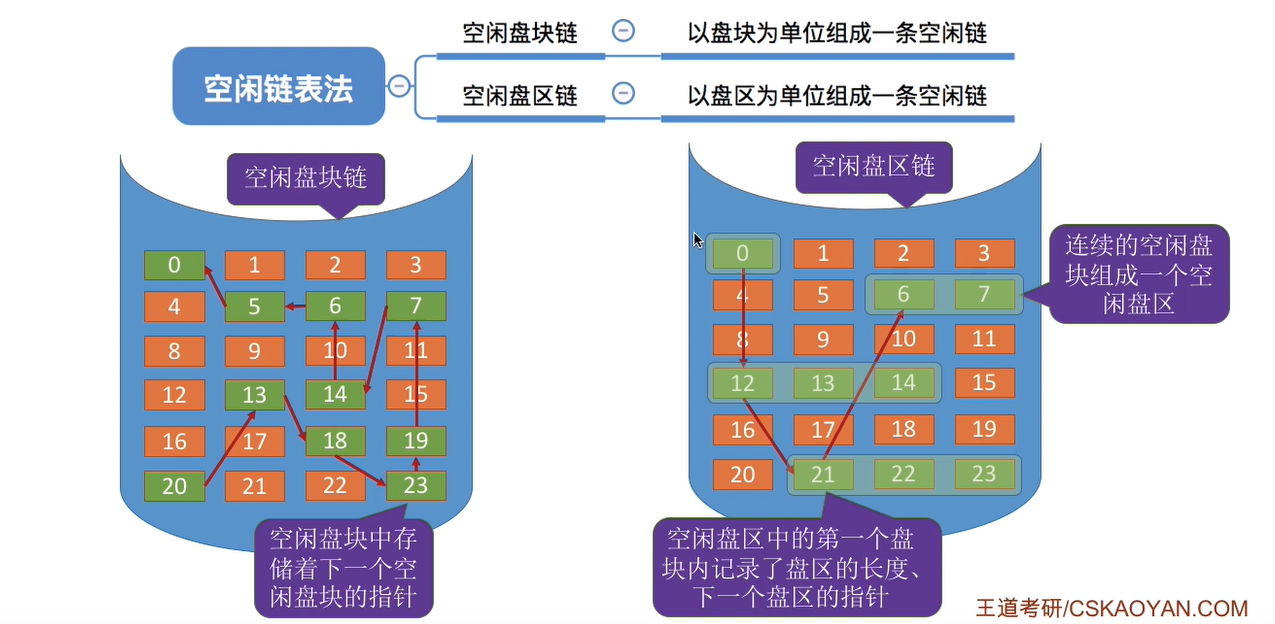 空闲链表法
空闲盘块链
以盘块为单位组成一条空闲链
空闲盘区链
以盘区为单位组成一条空闲链
空闲盘块链
0 1 2 3
4 5 6 7
8 9 10 11
12 13 14 15
16 17 18 19
20 21 22 23
空闲盘块中存
储着下一个空
闲盘块的指针
空闲盘区链
0 1 2 3
4 5 6 7
8 9 10 11
12 13 14 15
16 17 18 19
20 21 22 23
连续的空闲盘
块组成一个空
闲盘区
空闲盘区中的第一个盘
块内记录了盘区的长度、
下一个盘区的指针
王道考研/CSKAOYAN.COM